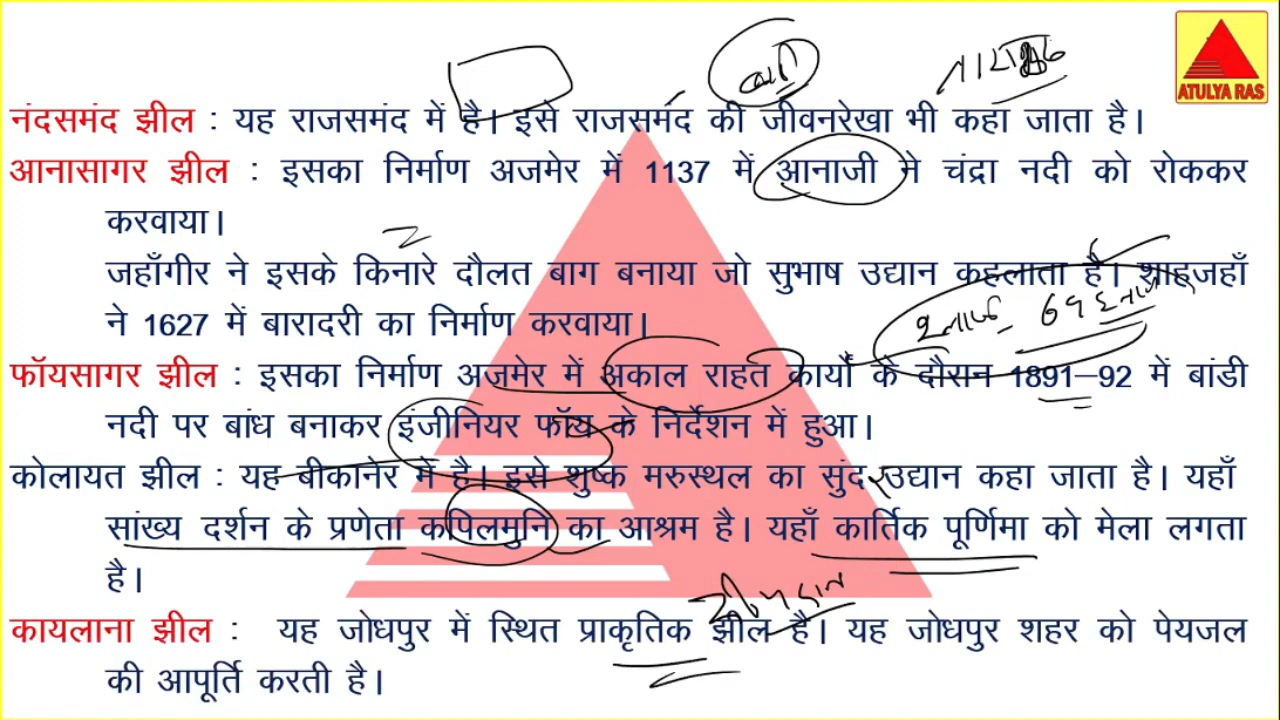 ATULYA RAS
नंदसमंद झील : यह राजसमंद में है। इसे राजसमंद की जीवनरेखा भी कहा जाता है।
आनासागर झील : इसका निर्माण अजमेर में 1137 में आनाजी ने चंद्रा नदी को रोककर
करवाया।
जहाँगीर ने इसके किनारे दौलत बाग बनाया जो सुभाष उद्यान कहलाता है। शाहजहाँ
ने 1627 में बारादरी का निर्माण करवाया।
फॉयसागर झील : इसका निर्माण अजमेर में अकाल राहत कार्यों के दौरान 1891–92 में बांडी
नदी पर बांध बनाकर इंजीनियर फॉय के निर्देशन में हुआ।
कोलायत झील : यह बीकानेर में है। इसे शुष्क मरुस्थल का सुंदर उद्यान कहा जाता है। यहाँ
सांख्य दर्शन के प्रणेता कपिलमुनि का आश्रम है। यहाँ कार्तिक पूर्णिमा को मेला लगता
है।
कायलाना झील : यह जोधपुर में स्थित प्राकृतिक झील है। यह जोधपुर शहर को पेयजल
की आपूर्ति करती है।